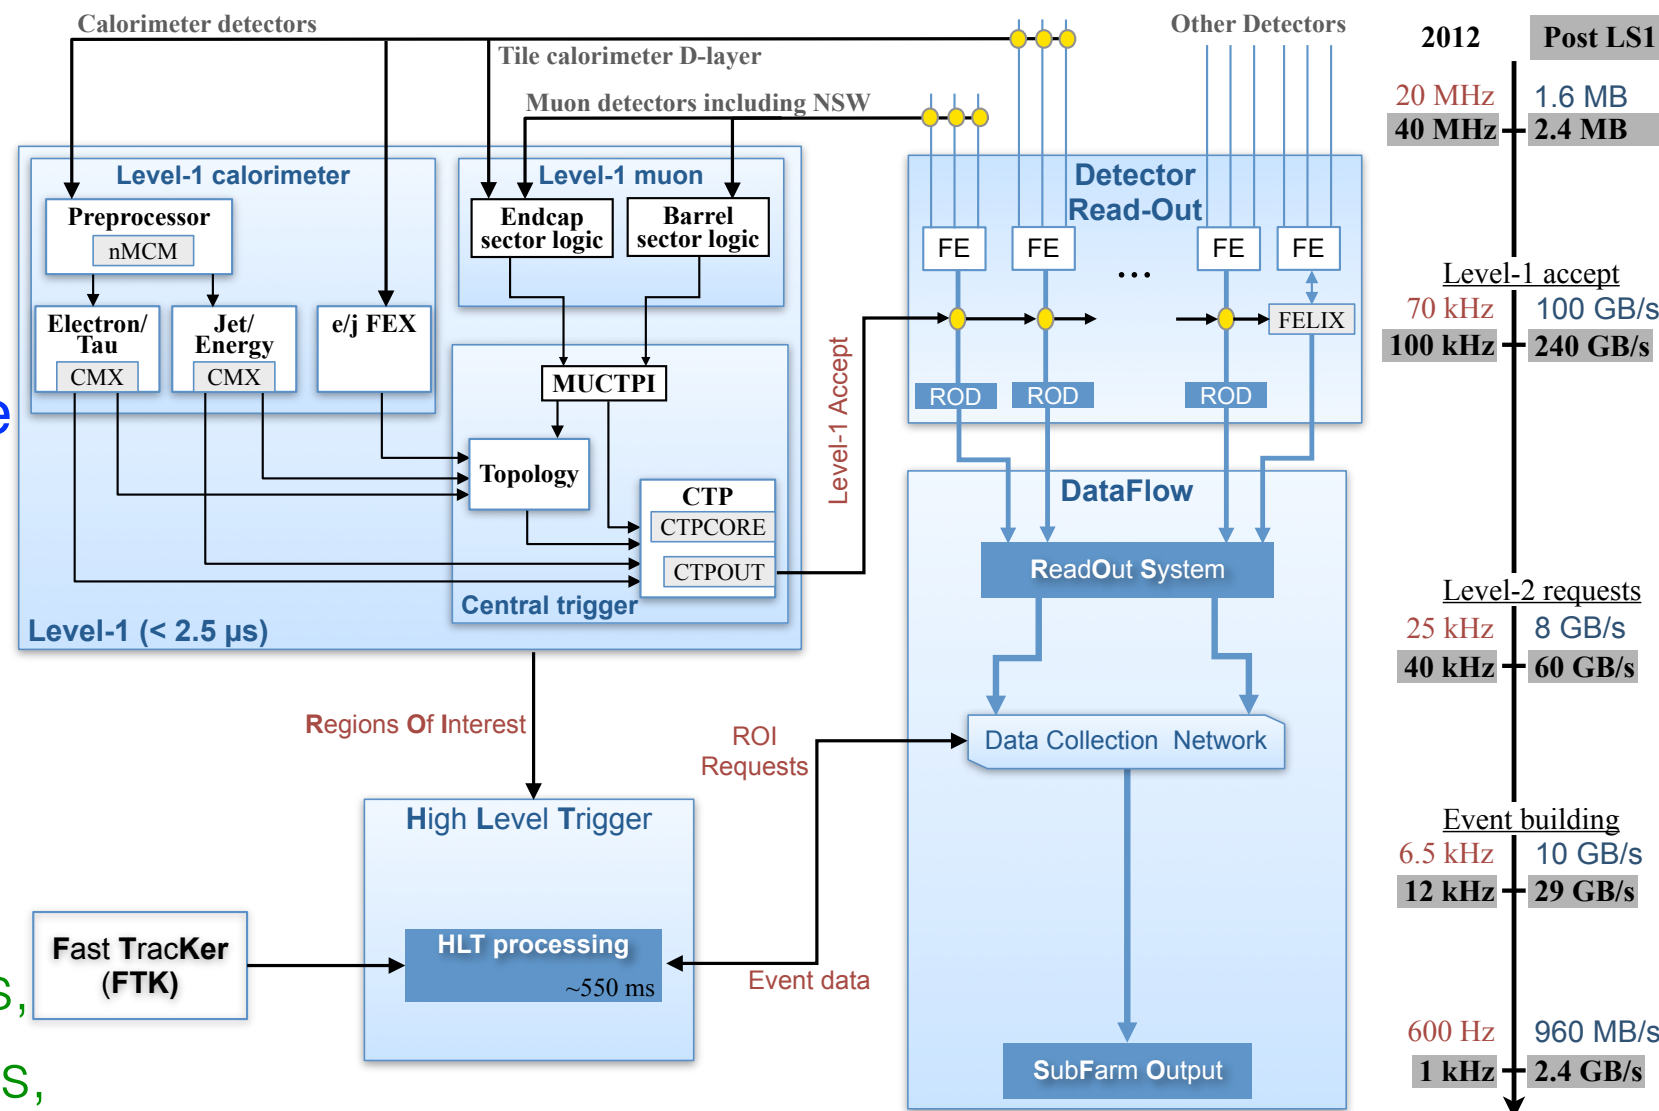 Calorimeter detectors
Tile calorimeter D-layer
Muon detectors including NSW
Other Detectors
Level-1 calorimeter
Preprocessor
nMCM
Electron/
Tau
CMX
Jet/
Energy
CMX
e/j FEX
Level-1 muon
Endcap
sector logic
Barrel
sector logic
MUCTPI
Topology
CTP
CTPCORE
CTPOUT
Central trigger
Level-1 (< 2.5 µs)
Level-1 Accept
Detector
Read-Out
FE
FE
FE
FE
...
FELIX
ROD
ROD
ROD
DataFlow
ReadOut System
Data Collection Network
SubFarm Output
Regions Of Interest
ROI
Requests
Event data
High Level Trigger
HLT processing
~550 ms
Fast TracKer
(FTK)
e
s,
s,
2012 Post LS1
20 MHz 1.6 MB
40 MHz 2.4 MB
Level-1 accept
70 kHz 100 GB/s
100 kHz 240 GB/s
Level-2 requests
25 kHz 8 GB/s
40 kHz 60 GB/s
Event building
6.5 kHz 10 GB/s
12 kHz 29 GB/s
600 Hz 960 MB/s
1 kHz 2.4 GB/s